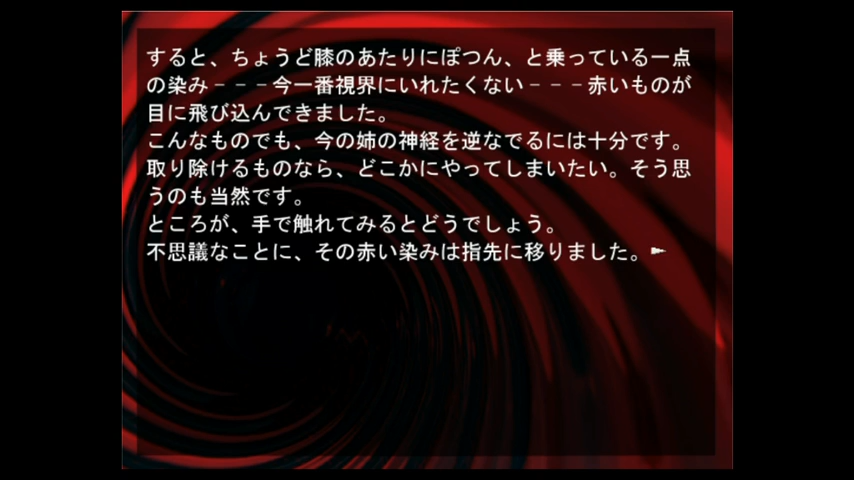 すると、ちょうど膝のあたりにぽつん、と乗っている一点
の染み---今一番視界にいれたくない---赤いものが
目に飛び込んできました。
こんなものでも、今の姉の神経を逆なでるには十分です。
取り除けるものなら、どこかにやってしまいたい。そう思
うのも当然です。
ところが、手で触れてみるとどうでしょう。
不思議なことに、その赤い染みは指先に移りました。